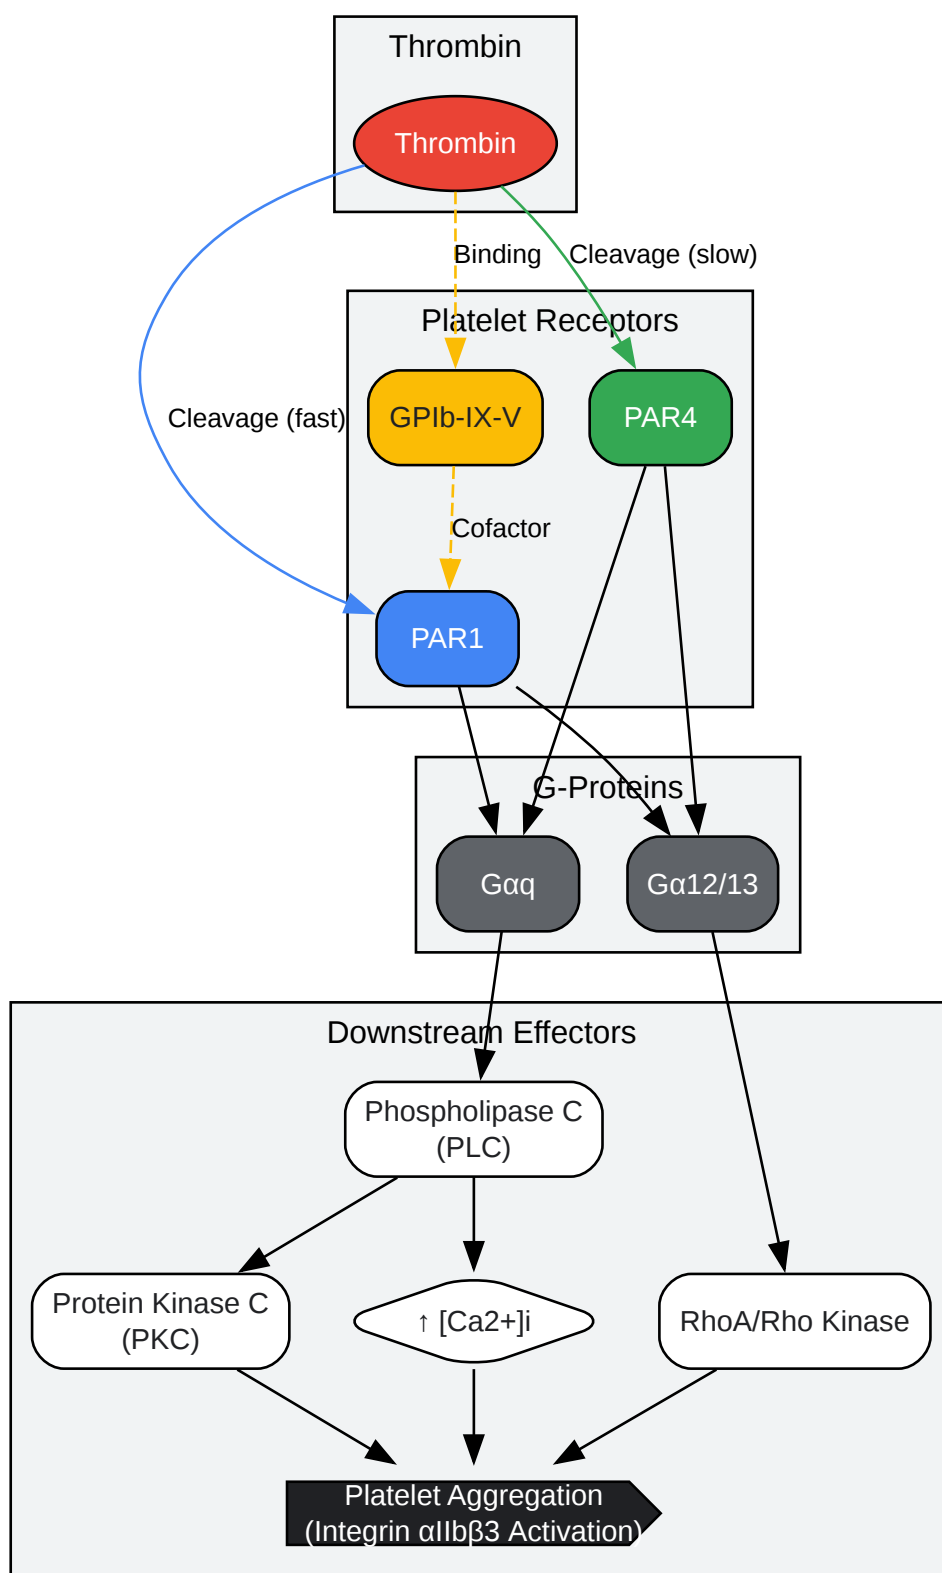 Thrombin
Thrombin
Binding
Cleavage (slow)
Platelet Receptors
GPIb-IX-V
PAR4
Cleavage (fast)
Cofactor
PAR1
G-Proteins
Gαq
Gα12/13
Downstream Effectors
Phospholipase C
(PLC)
Protein Kinase C
(PKC)
↑ [Ca2+]i
RhoA/Rho Kinase
Platelet Aggregation
(Integrin αIIbβ3 Activation)